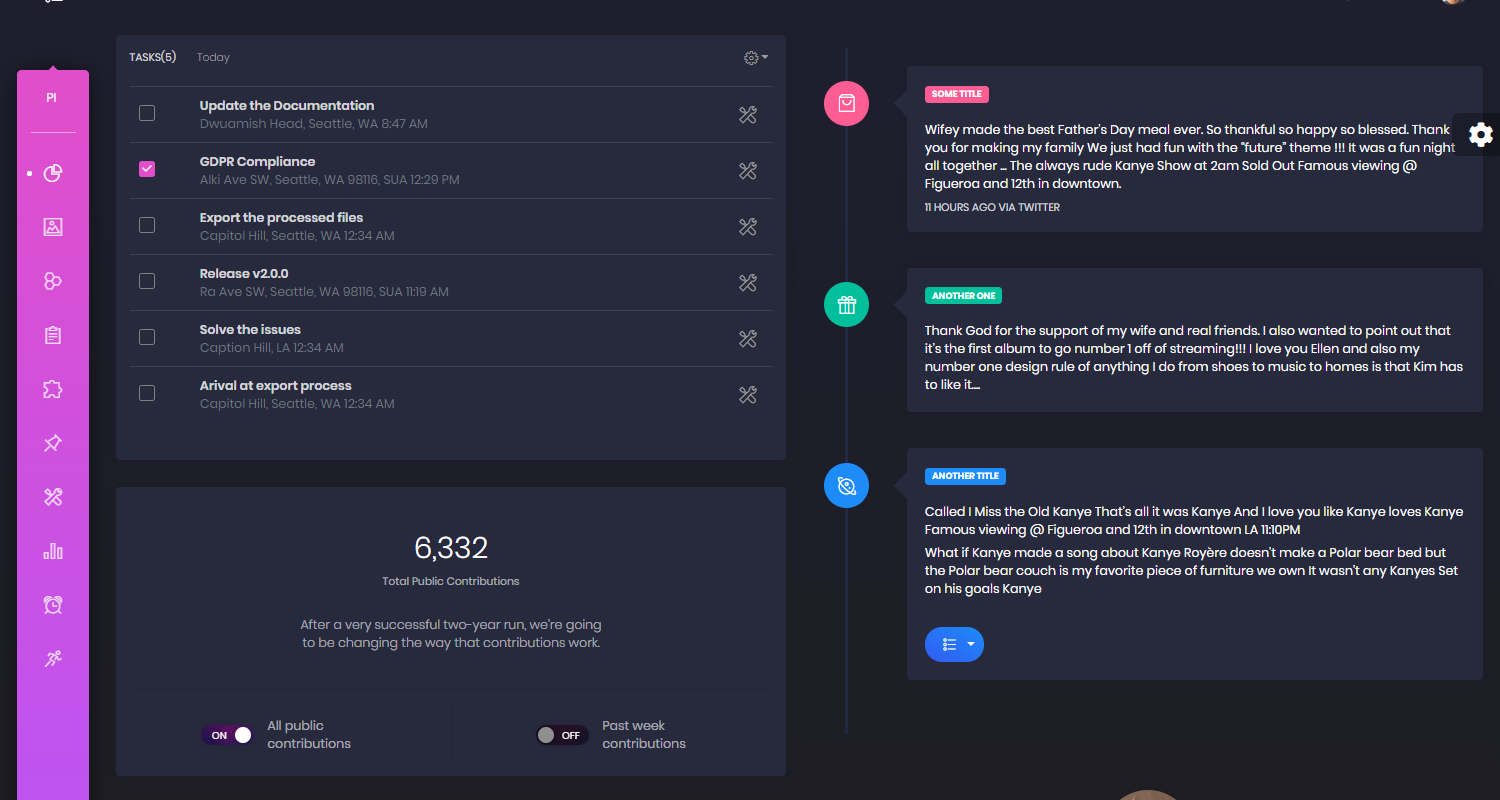 PI
TASKS(5) Today
Update the Documentation
Dwuamish Head, Seattle, WA 8:47 AM
GDPR Compliance
Alki Ave SW, Seattle, WA 98116, SUA 12:29 PM
Export the processed files
Capitol Hill, Seattle, WA 12:34 AM
Release v2.0.0
Ra Ave SW, Seattle, WA 98116, SUA 11:19 AM
Solve the issues
Caption Hill, LA 12:34 AM
Arival at export process
Capitol Hill, Seattle, WA 12:34 AM
6,332
Total Public Contributions
After a very successful two-year run, we're going
to be changing the way that contributions work.
ON All public
contributions
OFF Past week
contributions
SOME TITLE
Wifey made the best Father's Day meal ever. So thankful so happy so blessed. Thank
you for making my family We just had fun with the "future" theme !!! It was a fun night
all together ... The always rude Kanye Show at 2am Sold Out Famous viewing @
Figueroa and 12th in downtown.
11 HOURS AGO VIA TWITTER
ANOTHER ONE
Thank God for the support of my wife and real friends. I also wanted to point out that
it's the first album to go number 1 off of streaming!!! I love you Ellen and also my
number one design rule of anything I do from shoes to music to homes is that Kim has
to like it....
ANOTHER TITLE
Called I Miss the Old Kanye That's all it was Kanye And I love you like Kanye loves Kanye
Famous viewing @ Figueroa and 12th in downtown LA 11:10PM
What if Kanye made a song about Kanye Royère doesn't make a Polar bear bed but
the Polar bear couch is my favorite piece of furniture we own It wasn't any Kanyes Set
on his goals Kanye